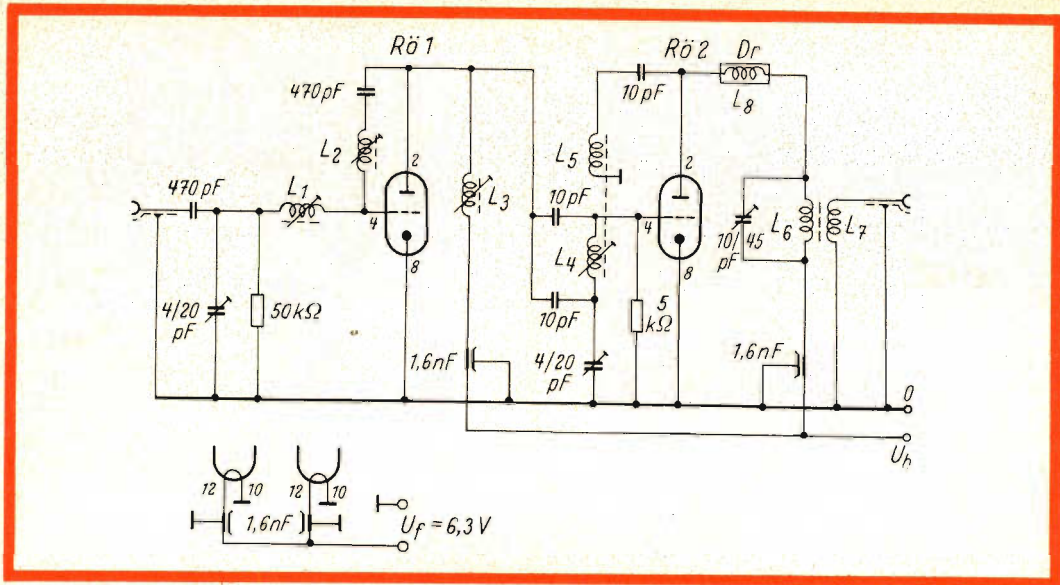 Rö 1
Rö 2
Dr
470 pF
10 pF
L8
2
2
L2
L5
470 pF
L1
10 pF
L3
4
4
10/45 pF
L6
L7
8
L4
8
4/20 pF
50 kΩ
10 pF
5 kΩ
1,6 nF
4/20 pF
1,6 nF
0
Uh
12
10
12
10
1,6 nF
Uf = 6,3 V